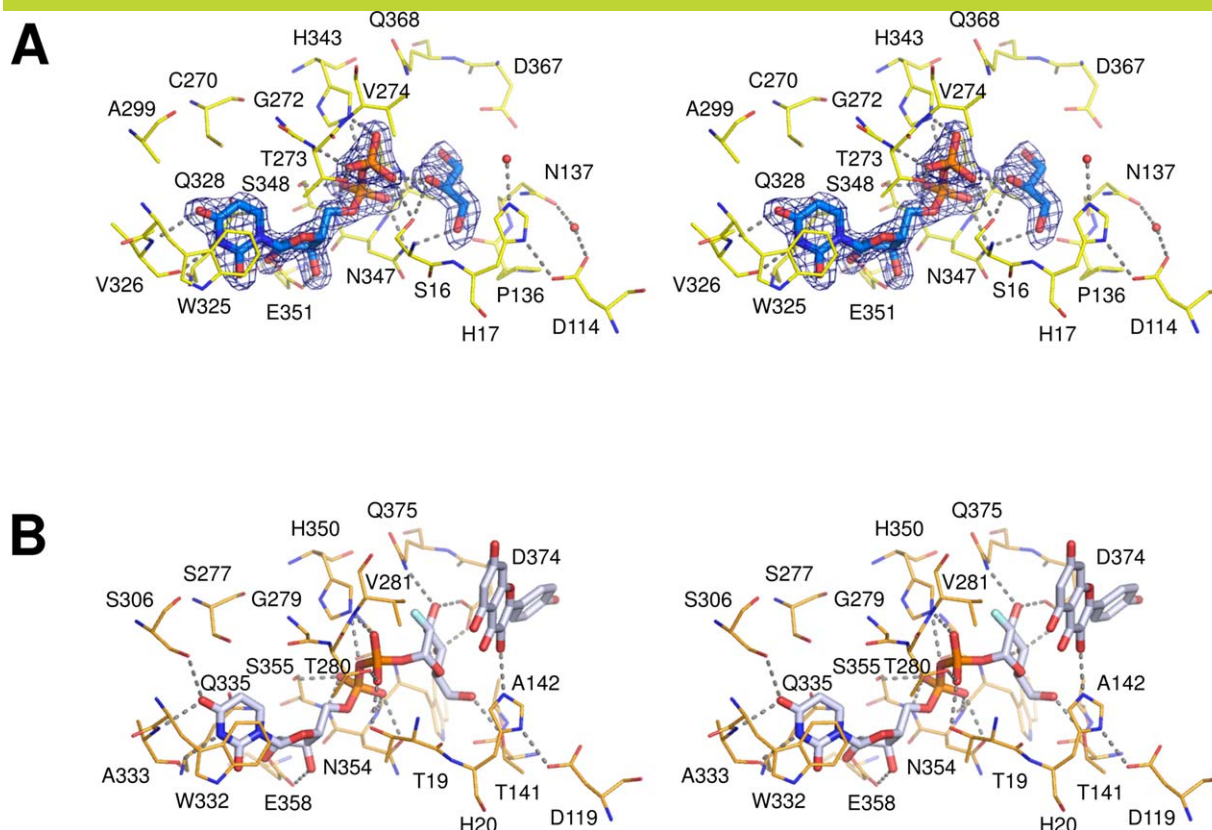 A
Q368 Q368
H343 H343
D367 D367
C270 V274 C270 V274
A299 G272 A299 G272
T273 T273
Q328 S348 N137 Q328 S348 N137
V326 N347 P136 V326 N347 P136
W325 E351 S16 W325 E351 S16
H17 D114 H17 D114
B
Q375 Q375
H350 D374 H350 D374
S277 V281 S277 V281
S306 G279 S306 G279
S355 T280 S355 T280
Q335 A142 Q335 A142
A333 N354 T19 T141 A333 N354 T19 T141
W332 E358 D119 W332 E358 D119
H20 H20